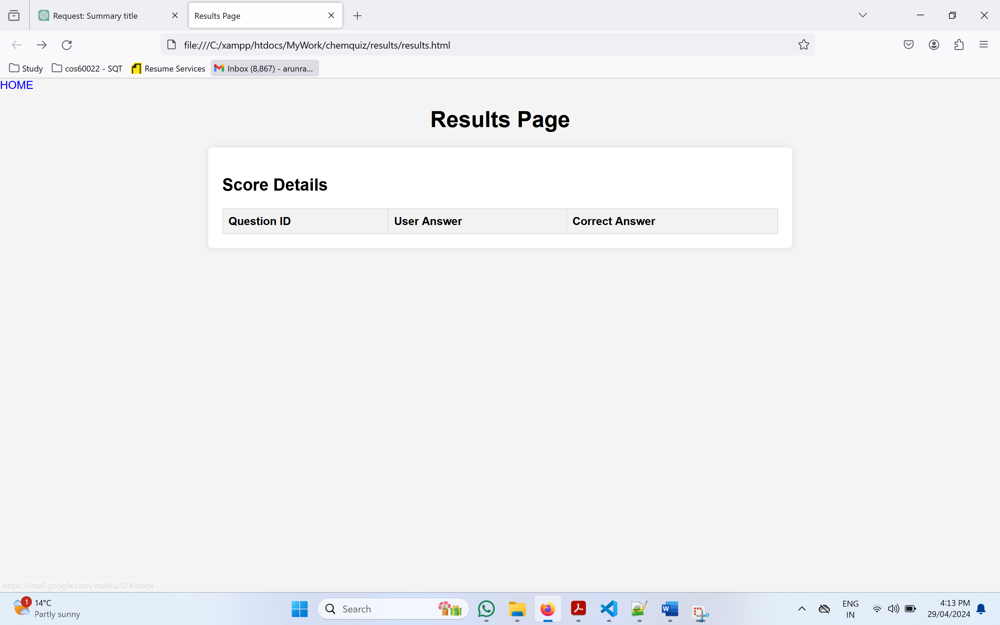 Request: Summary title
Results Page
file:///C:/xampp/htdocs/MyWork/chemquiz/results/results.html
Study
cos60022 - SQT
Resume Services
Inbox (8,867) - arunra...
HOME
Results Page
Score Details
Question ID
User Answer
Correct Answer
https://mail.google.com/mail/u/0/#inbox
1
14°C
Partly sunny
Search
W
ENG
IN
4:13 PM
29/04/2024